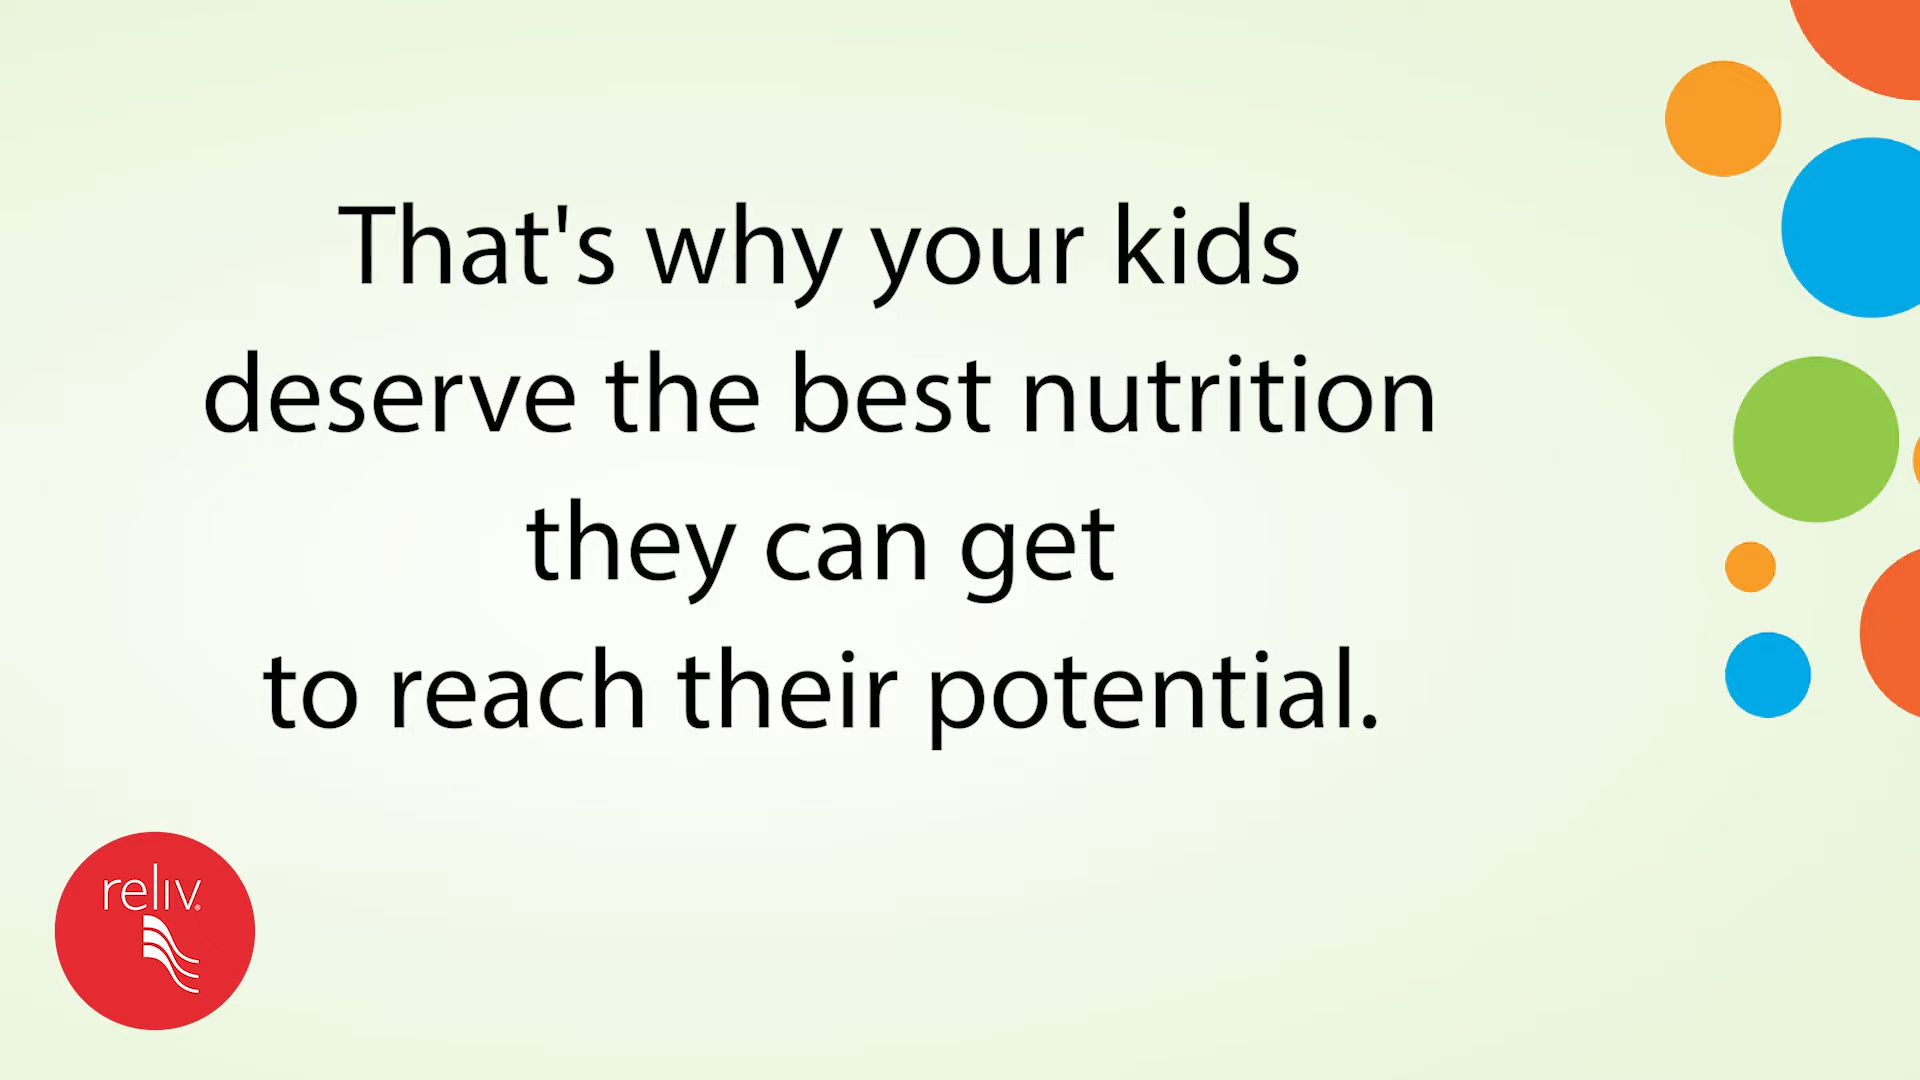 That's why your kids
deserve the best nutrition
they can get
to reach their potential.
reliv®